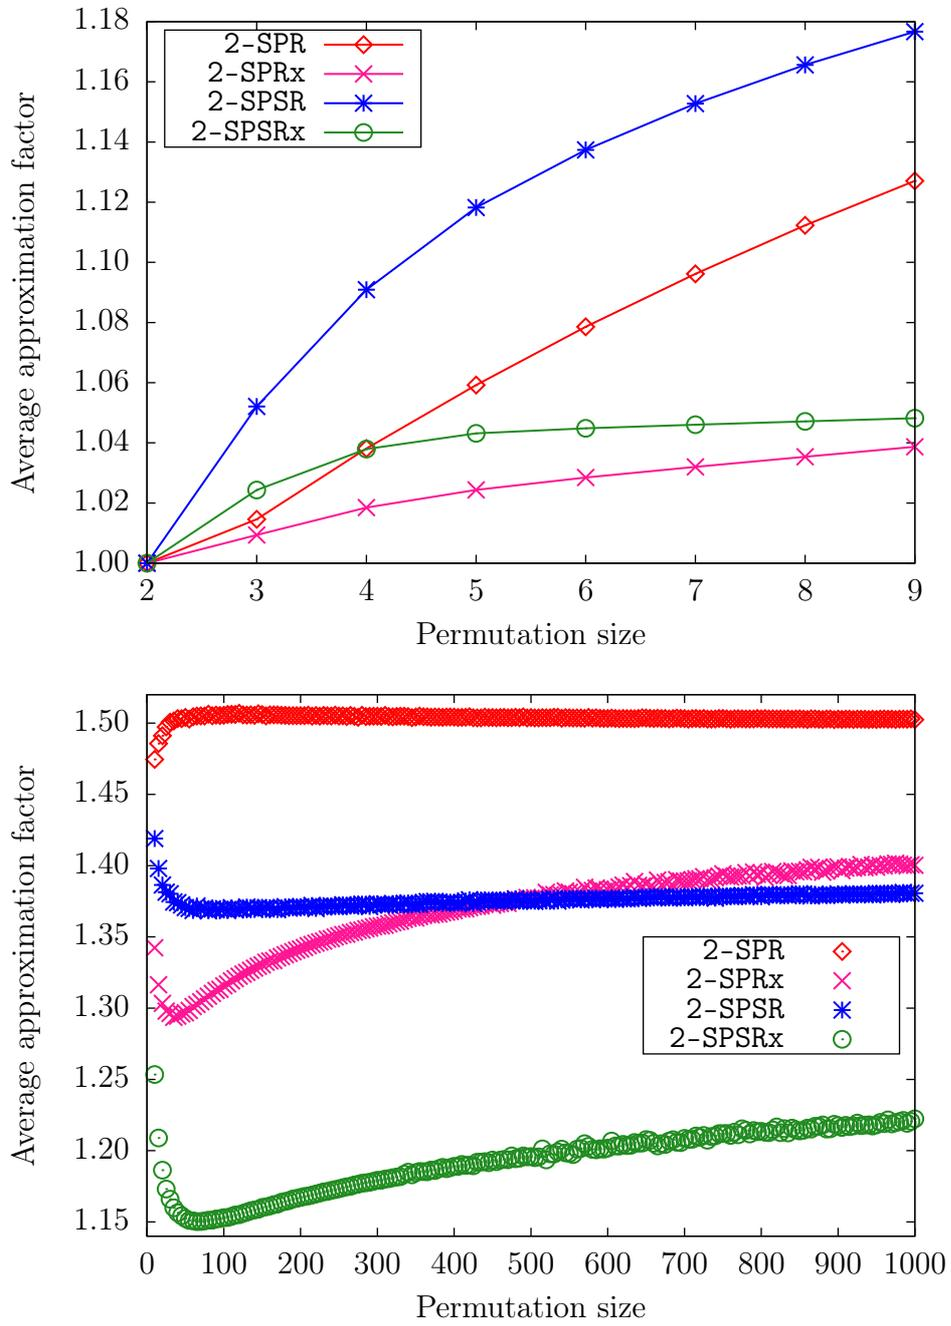 Average approximation factor
1.18
1.16
1.14
1.12
1.10
1.08
1.06
1.04
1.02
1.00
2-SPR
2-SPRx
2-SPSR
2-SPSRx
2 3 4 5 6 7 8 9
Permutation size
Average approximation factor
1.50
1.45
1.40
1.35
1.30
1.25
1.20
1.15
2-SPR
2-SPRx
2-SPSR
2-SPSRx
0 100 200 300 400 500 600 700 800 900 1000
Permutation size